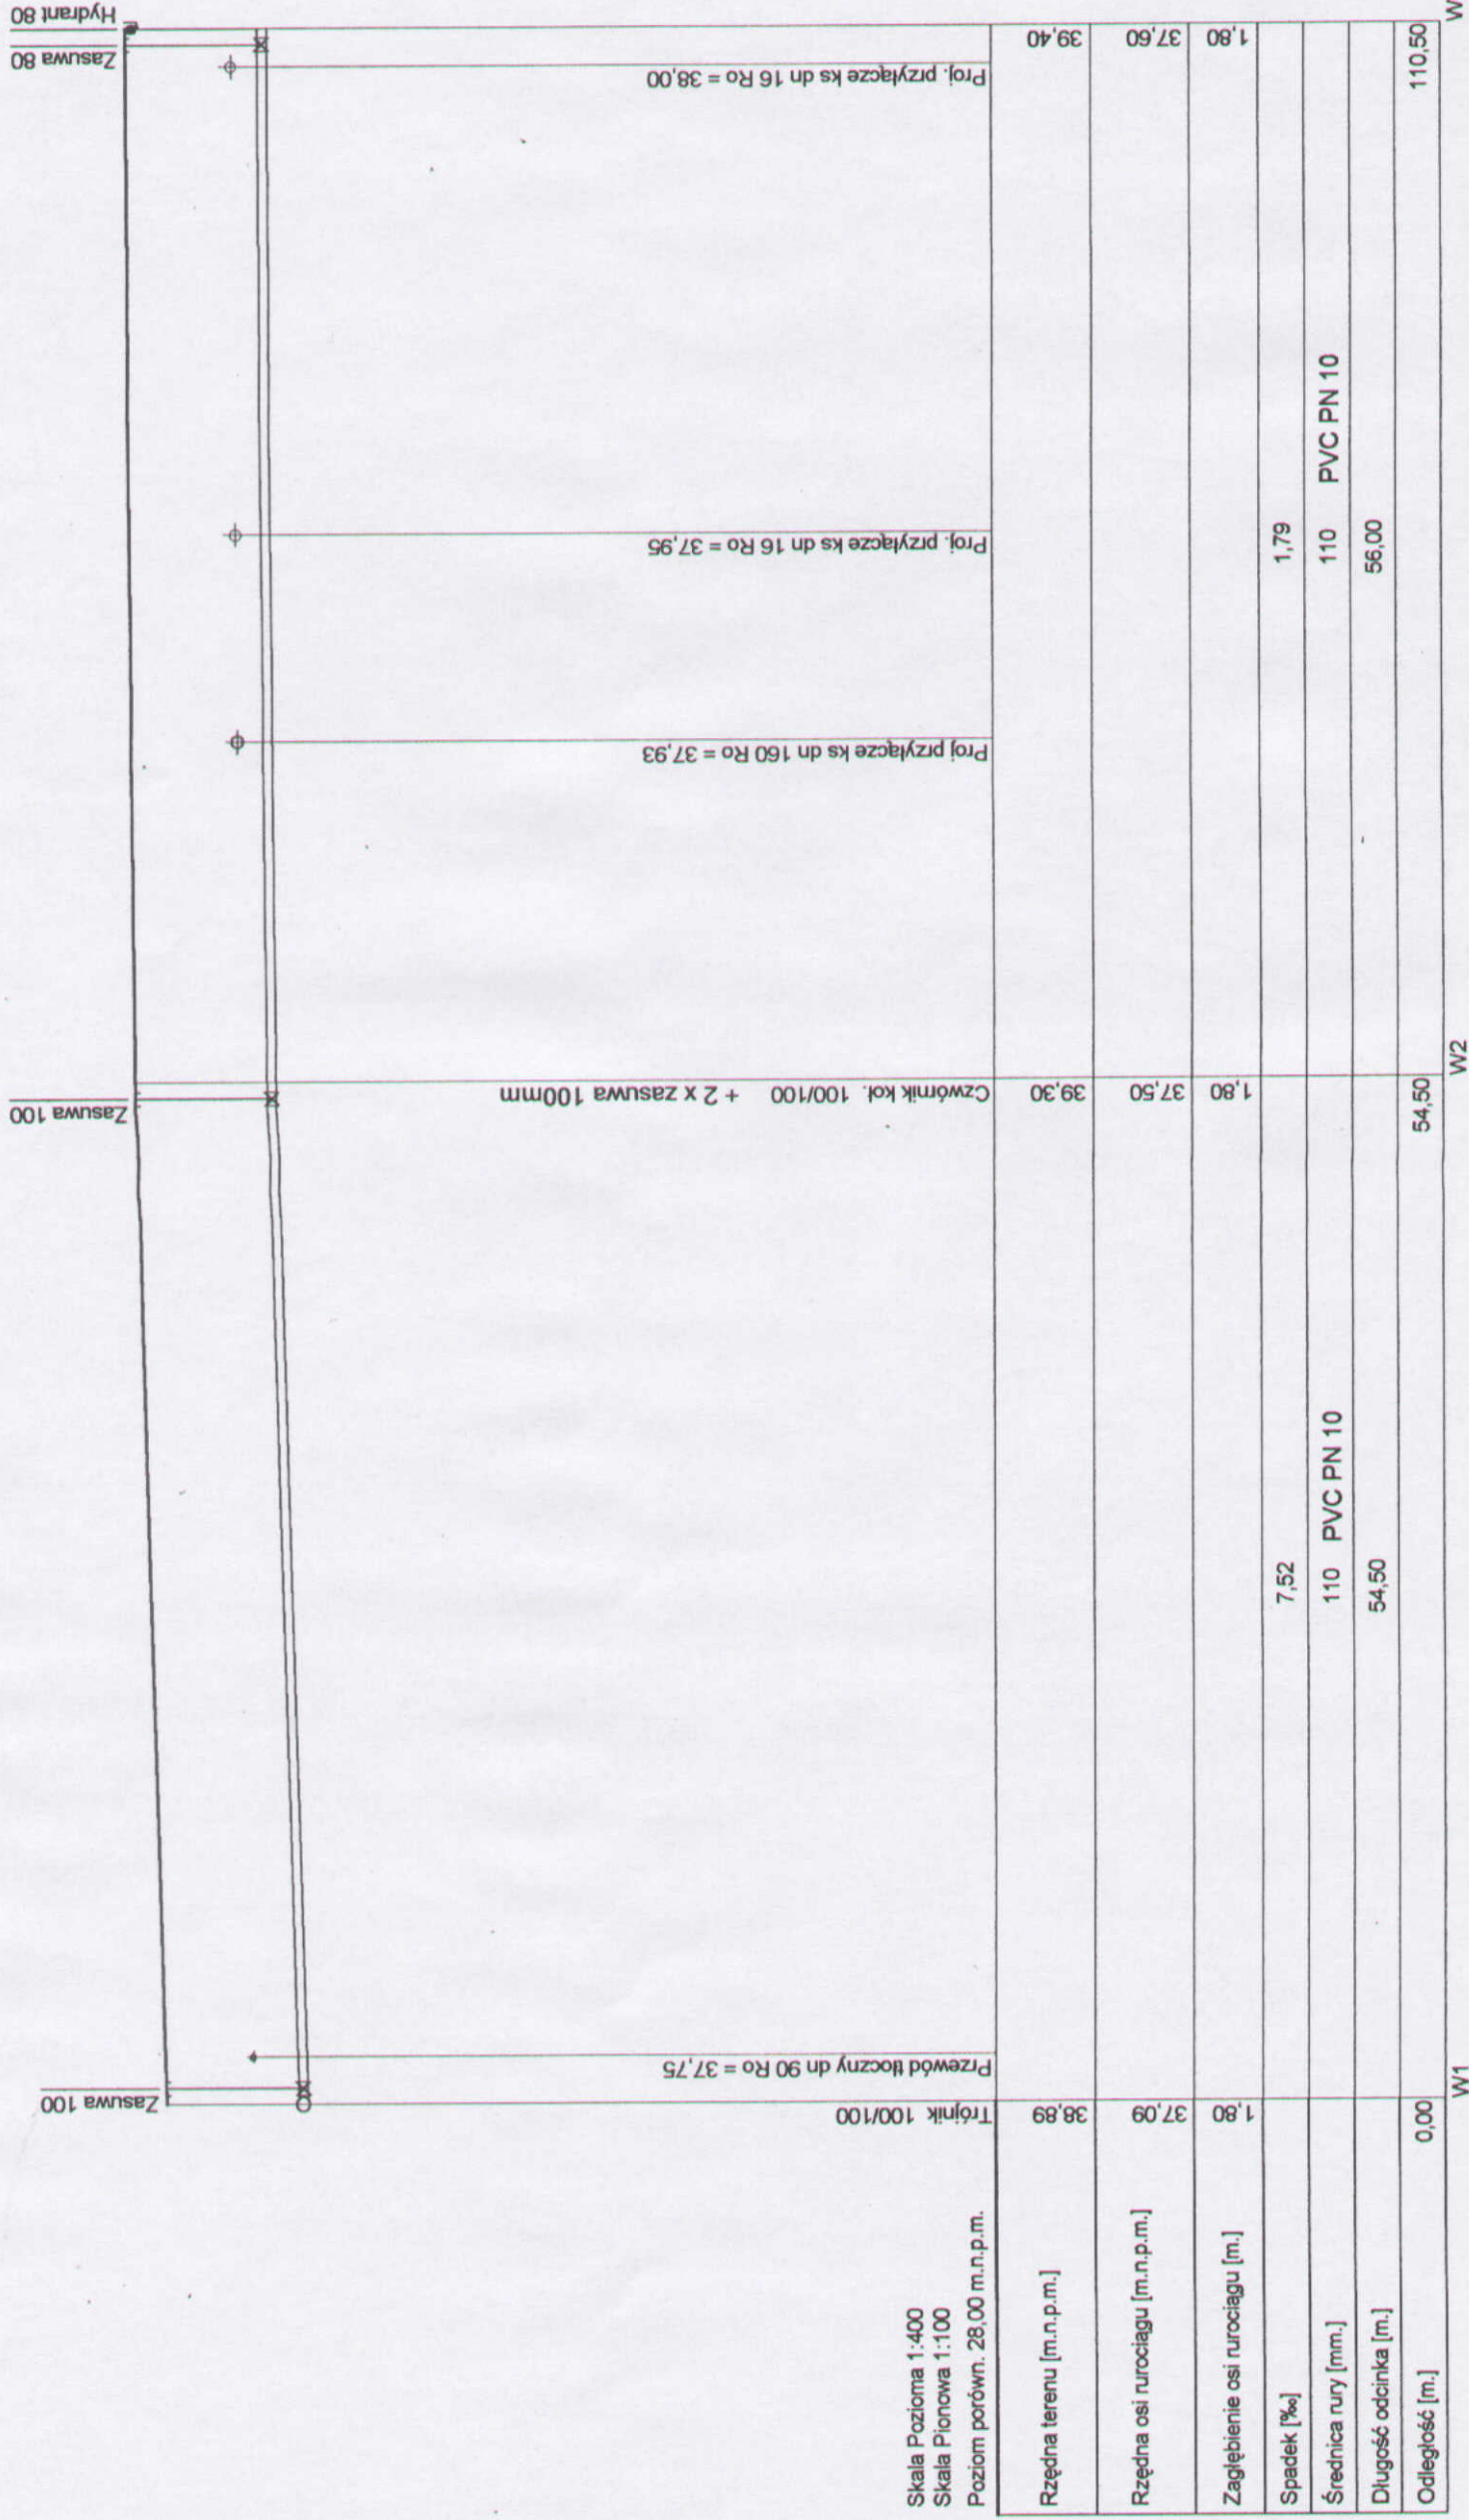 Zasuwa 100
Zasuwa 100
Zasuwa 80
Hydrant 80
Skala Pozioma 1:400
Skala Pionowa 1:100
Poziom porówn. 28,00 m.n.p.m.
Trójnik 100/100
Przewód tłoczny dn 90 Ro = 37,75
Czwórnik koł. 100/100 + 2 x zasuwa 100mm
Proj przyłącze ks dn 160 Ro = 37,93
Proj. przyłącze ks dn 16 Ro = 37,95
Proj. przyłącze ks dn 16 Ro = 38,00
Rzędna terenu [m.n.p.m.] 38,89 39,30 39,40
Rzędna osi rurociągu [m.n.p.m.] 37,09 37,50 37,60
Zagłębienie osi rurociągu [m.] 1,80 1,80 1,80
Spadek [‰] 7,52 1,79
Średnica rury [mm.] 110 PVC PN 10 110 PVC PN 10
Długość odcinka [m.] 54,50 56,00
Odległość [m.] 0,00 54,50 110,50
W1 W2 W